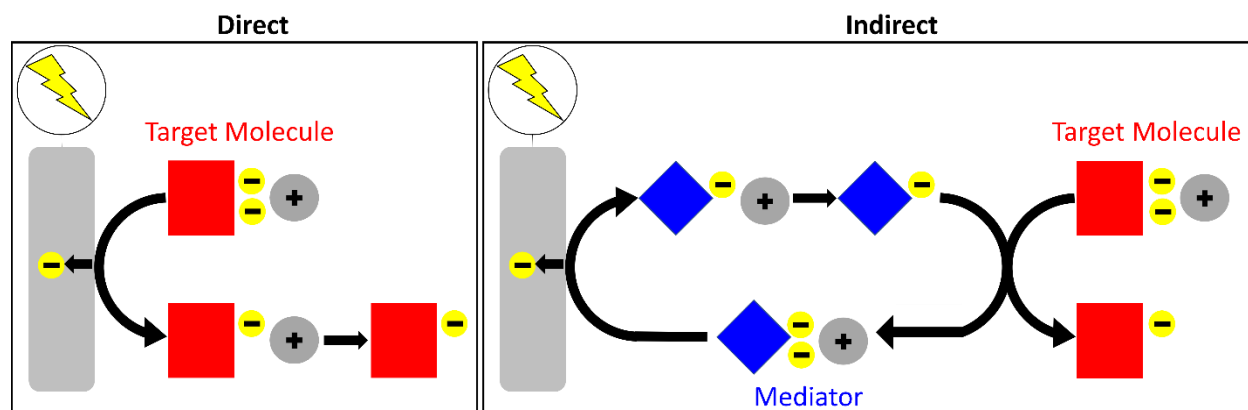 Direct
Indirect
Target Molecule
Target Molecule
+
+
+
+
+
+
Mediator